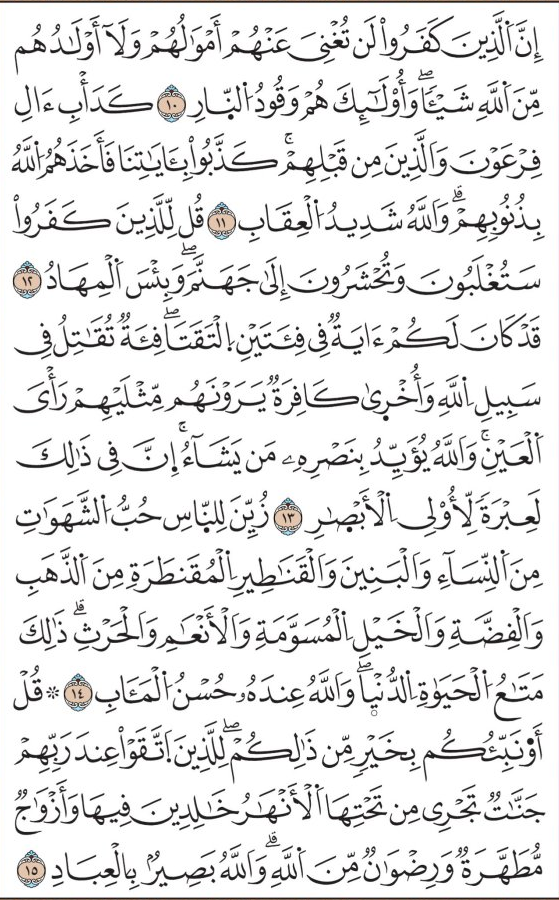 إِنَّ ٱلَّذِينَ كَفَرُوا۟ لَن تُغْنِىَ عَنْهُمْ أَمْوَٰلُهُمْ وَلَآ أَوْلَٰدُهُم
مِّنَ ٱللَّهِ شَيْـًٔا ۖ وَأُو۟لَٰٓئِكَ هُمْ وَقُودُ ٱلنّ۪ارِ ١٠ كَدَأْبِ ءَالِ
فِرْعَوْنَ وَٱلَّذِينَ مِن قَبْلِهِمْ ۚ كَذَّبُوا۟ بِـَٔايَٰتِنَا فَأَخَذَهُمُ ٱللَّهُ
بِذُنُوبِهِمْ ۗ وَٱللَّهُ شَدِيدُ ٱلْعِقَابِ ١١ قُل لِّلَّذِينَ كَفَرُوا۟
سَتُغْلَبُونَ وَتُحْشَرُونَ إِلَىٰ جَهَنَّمَ ۖ وَبِئْسَ ٱلْمِهَادُ ١٢
قَدْ كَانَ لَكُمْ ءَايَةٌ فِى فِئَتَيْنِ ٱلْتَقَتَا ۖ فِئَةٌ تُقَٰتِلُ فِى
سَبِيلِ ٱللَّهِ وَأُخْر۪ىٰ كَافِرَةٌ يَرَوْنَهُم مِّثْلَيْهِمْ رَأْىَ
ٱلْعَيْنِ ۚ وَٱللَّهُ يُؤَيِّدُ بِنَصْرِهِۦ مَن يَشَآءُ ۚ إِنَّ فِى ذَٰلِكَ
لَعِبْرَةً لِّأُو۟لِى ٱلْأَبْصٰ۪رِ ١٣ زُيِّنَ لِلنَّاسِ حُبُّ ٱلشَّهَوَٰتِ
مِنَ ٱلنِّسَآءِ وَٱلْبَنِينَ وَٱلْقَنَٰطِيرِ ٱلْمُقَنطَرَةِ مِنَ ٱلذَّهَبِ
وَٱلْفِضَّةِ وَٱلْخَيْلِ ٱلْمُسَوَّمَةِ وَٱلْأَنْعَٰمِ وَٱلْحَرْثِ ۗ ذَٰلِكَ
مَتَٰعُ ٱلْحَيَوٰةِ ٱلدُّنْي۪ا ۖ وَٱللَّهُ عِندَهُۥ حُسْنُ ٱلْمَـَٔابِ ١٤ * قُلْ
أَوُ۬نَبِّئُكُم بِخَيْرٍ مِّن ذَٰلِكُمْ ۖ لِلَّذِينَ ٱتَّقَوْا۟ عِندَ رَبِّهِمْ
جَنَّٰتٌ تَجْرِى مِن تَحْتِهَا ٱلْأَنْهَٰرُ خَٰلِدِينَ فِيهَا وَأَزْوَٰجٌ
مُّطَهَّرَةٌ وَرِضْوَٰنٌ مِّنَ ٱللَّهِ ۗ وَٱللَّهُ بَصِيرٌۢ بِٱلْعِبَادِ ١٥